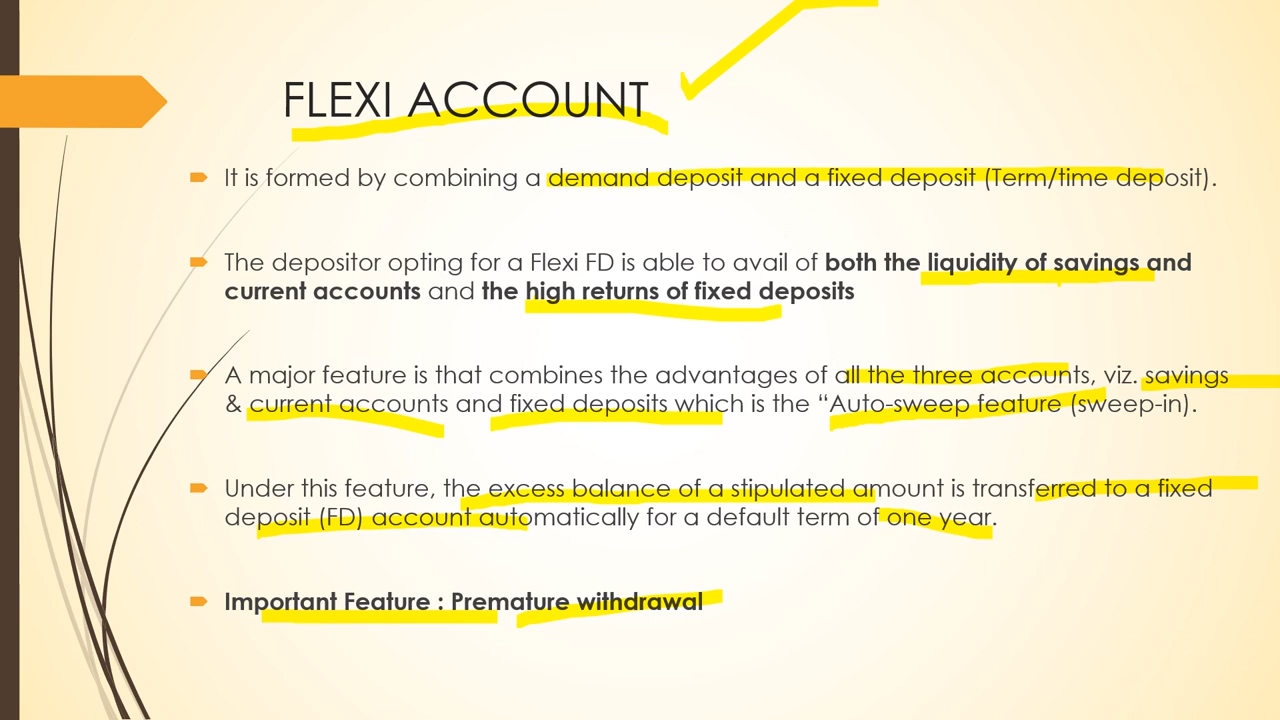 FLEXI ACCOUNT
It is formed by combining a demand deposit and a fixed deposit (Term/time deposit).
The depositor opting for a Flexi FD is able to avail of both the liquidity of savings and
current accounts and the high returns of fixed deposits
A major feature is that combines the advantages of all the three accounts, viz. savings
& current accounts and fixed deposits which is the “Auto-sweep feature (sweep-in).
Under this feature, the excess balance of a stipulated amount is transferred to a fixed
deposit (FD) account automatically for a default term of one year.
Important Feature : Premature withdrawal